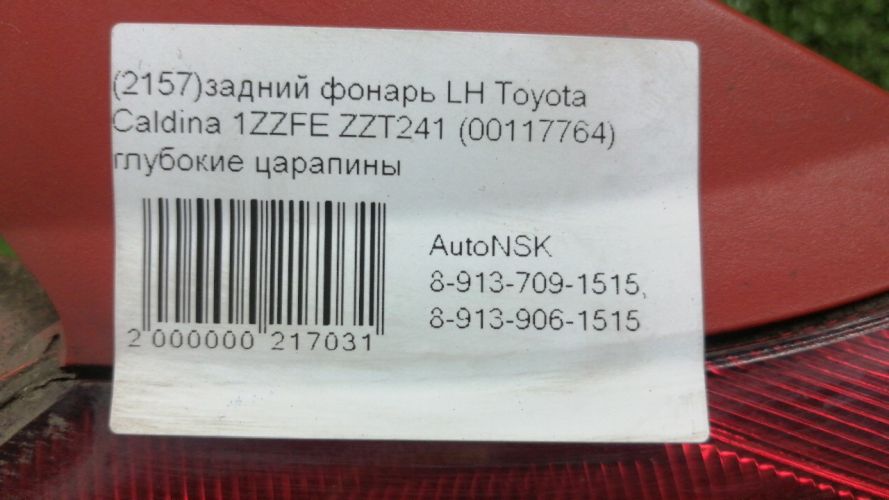 (2157)задний фонарь LH Toyota
Caldina 1ZZFE ZZT241 (00117764)
глубокие царапины
AutoNSK
8-913-709-1515,
8-913-906-1515
2 000000 217031